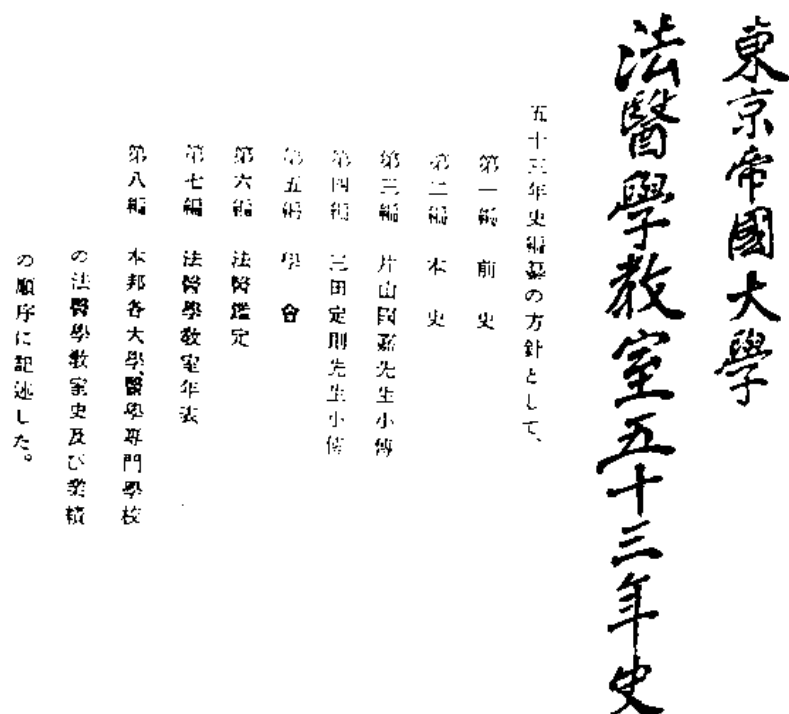 東京帝國大學
法醫學教室五十三年史
五十三年史編纂の方針として、
第一編 前史
第二編 本史
第三編 片山國嘉先生小傳
第四編 三田定則先生小傳
第五編 學會
第六編 法醫鑑定
第七編 法醫學教室年表
第八編 本邦各大學、醫學專門學校
の法醫學教室史及び業績
の順序に記述した。